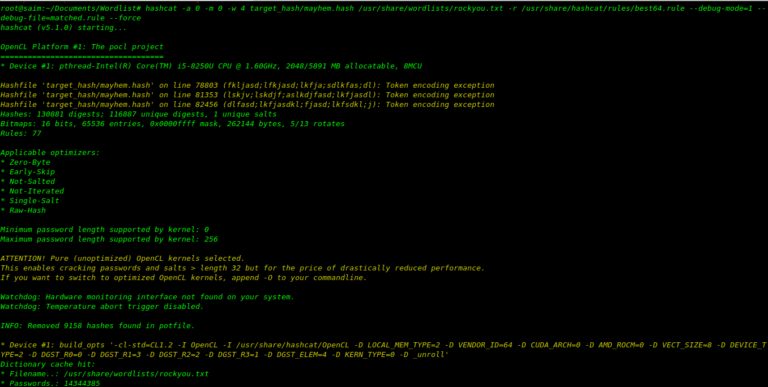 root@saim:~/Documents/Wordlist# hashcat -a 0 -m 0 -w 4 target_hash/mayhem.hash /usr/share/wordlists/rockyou.txt -r /usr/share/hashcat/rules/best64.rule --debug-mode=1 --
debug-file=matched.rule --force
hashcat (v5.1.0) starting...
OpenCL Platform #1: The pocl project
====================================
* Device #1: pthread-Intel(R) Core(TM) i5-8250U CPU @ 1.60GHz, 2048/5891 MB allocatable, 8MCU
Hashfile 'target_hash/mayhem.hash' on line 78803 (fkljasd;lfkjasd;lkfja;sdlkfas;dl): Token encoding exception
Hashfile 'target_hash/mayhem.hash' on line 81353 (lskjv;lskdjf;aslkdjfasd;lkfjasdl): Token encoding exception
Hashfile 'target_hash/mayhem.hash' on line 82456 (dlfasd;lkfjasdkl;fjasd;lkfsdkl;j): Token encoding exception
Hashes: 130881 digests; 116887 unique digests, 1 unique salts
Bitmaps: 16 bits, 65536 entries, 0x0000ffff mask, 262144 bytes, 5/13 rotates
Rules: 77
Applicable optimizers:
* Zero-Byte
* Early-Skip
* Not-Salted
* Not-Iterated
* Single-Salt
* Raw-Hash
Minimum password length supported by kernel: 0
Maximum password length supported by kernel: 256
ATTENTION! Pure (unoptimized) OpenCL kernels selected.
This enables cracking passwords and salts > length 32 but for the price of drastically reduced performance.
If you want to switch to optimized OpenCL kernels, append -O to your commandline.
Watchdog: Hardware monitoring interface not found on your system.
Watchdog: Temperature abort trigger disabled.
INFO: Removed 9158 hashes found in potfile.
* Device #1: build_opts '-cl-std=CL1.2 -I OpenCL -I /usr/share/hashcat/OpenCL -D LOCAL_MEM_TYPE=2 -D VENDOR_ID=64 -D CUDA_ARCH=0 -D AMD_ROCM=0 -D VECT_SIZE=8 -D DEVICE_T
YPE=2 -D DGST_R0=0 -D DGST_R1=3 -D DGST_R2=2 -D DGST_R3=1 -D DGST_ELEM=4 -D KERN_TYPE=0 -D _unroll'
Dictionary cache hit:
* Filename..: /usr/share/wordlists/rockyou.txt
* Passwords.: 14344385